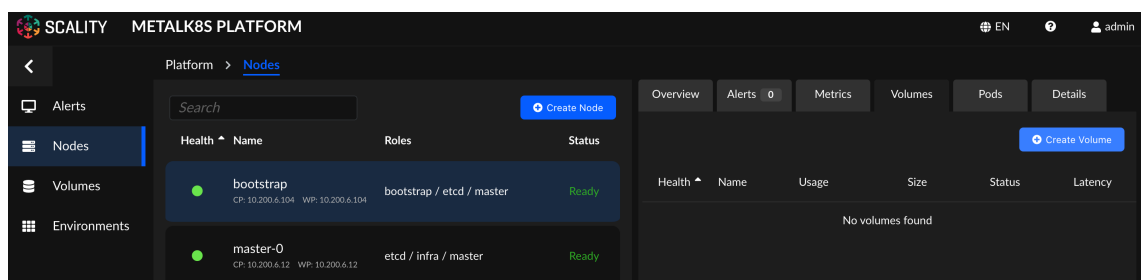 SCALITY METALK8S PLATFORM EN ? admin
Platform > Nodes
Alerts
Nodes
Volumes
Environments
Search Create Node
Health Name Roles Status
bootstrap bootstrap / etcd / master Ready
CP: 10.200.6.104 WP: 10.200.6.104
master-0 etcd / infra / master Ready
CP: 10.200.6.12 WP: 10.200.6.12
Overview Alerts 0 Metrics Volumes Pods Details
Create Volume
Health Name Usage Size Status Latency
No volumes found